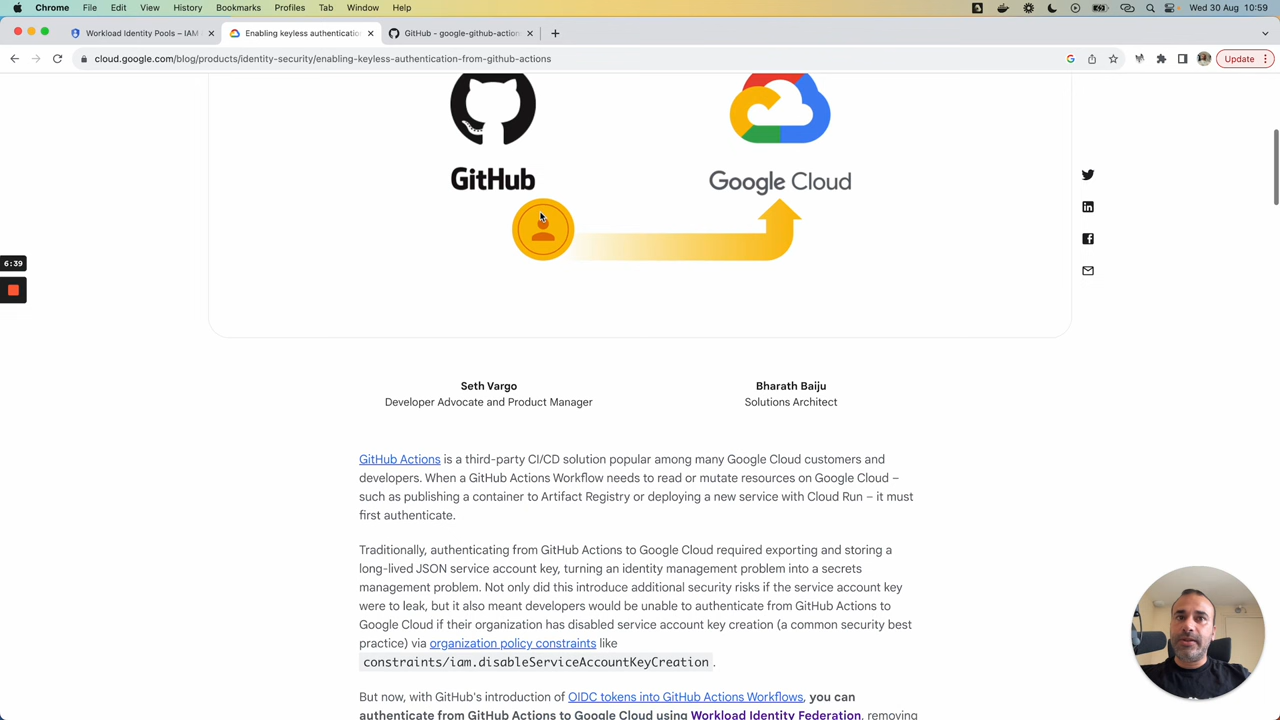 Chrome File Edit View History Bookmarks Profiles Tab Window Help Wed 30 Aug 10:59
Workload Identity Pools – IAM Enabling keyless authenticatio GitHub - google-github-action
cloud.google.com/blog/products/identity-security/enabling-keyless-authentication-from-github-actions Update
GitHub Google Cloud
6:39
Seth Vargo
Developer Advocate and Product Manager
Bharath Baiju
Solutions Architect
GitHub Actions is a third-party CI/CD solution popular among many Google Cloud customers and
developers. When a GitHub Actions Workflow needs to read or mutate resources on Google Cloud –
such as publishing a container to Artifact Registry or deploying a new service with Cloud Run – it must
first authenticate.
Traditionally, authenticating from GitHub Actions to Google Cloud required exporting and storing a
long-lived JSON service account key, turning an identity management problem into a secrets
management problem. Not only did this introduce additional security risks if the service account key
were to leak, but it also meant developers would be unable to authenticate from GitHub Actions to
Google Cloud if their organization has disabled service account key creation (a common security best
practice) via organization policy constraints like
constraints/iam.disableServiceAccountKeyCreation .
But now, with GitHub's introduction of OIDC tokens into GitHub Actions Workflows, you can
authenticate from GitHub Actions to Google Cloud using Workload Identity Federation, removing